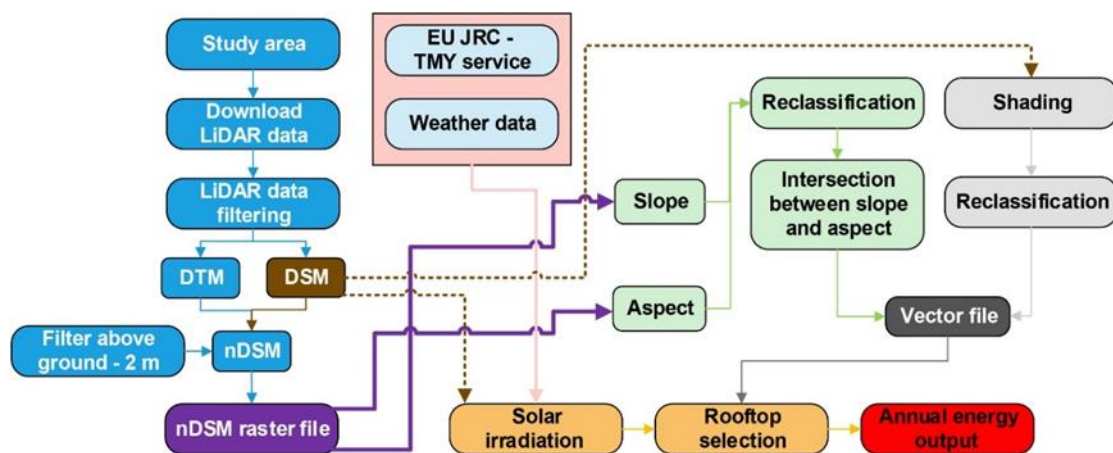 Study area
Download
LiDAR data
LiDAR data
filtering
DTM
DSM
Filter above
ground - 2 m
nDSM
nDSM raster file
EU JRC -
TMY service
Weather data
Slope
Aspect
Reclassification
Intersection
between slope
and aspect
Shading
Reclassification
Vector file
Solar
irradiation
Rooftop
selection
Annual energy
output